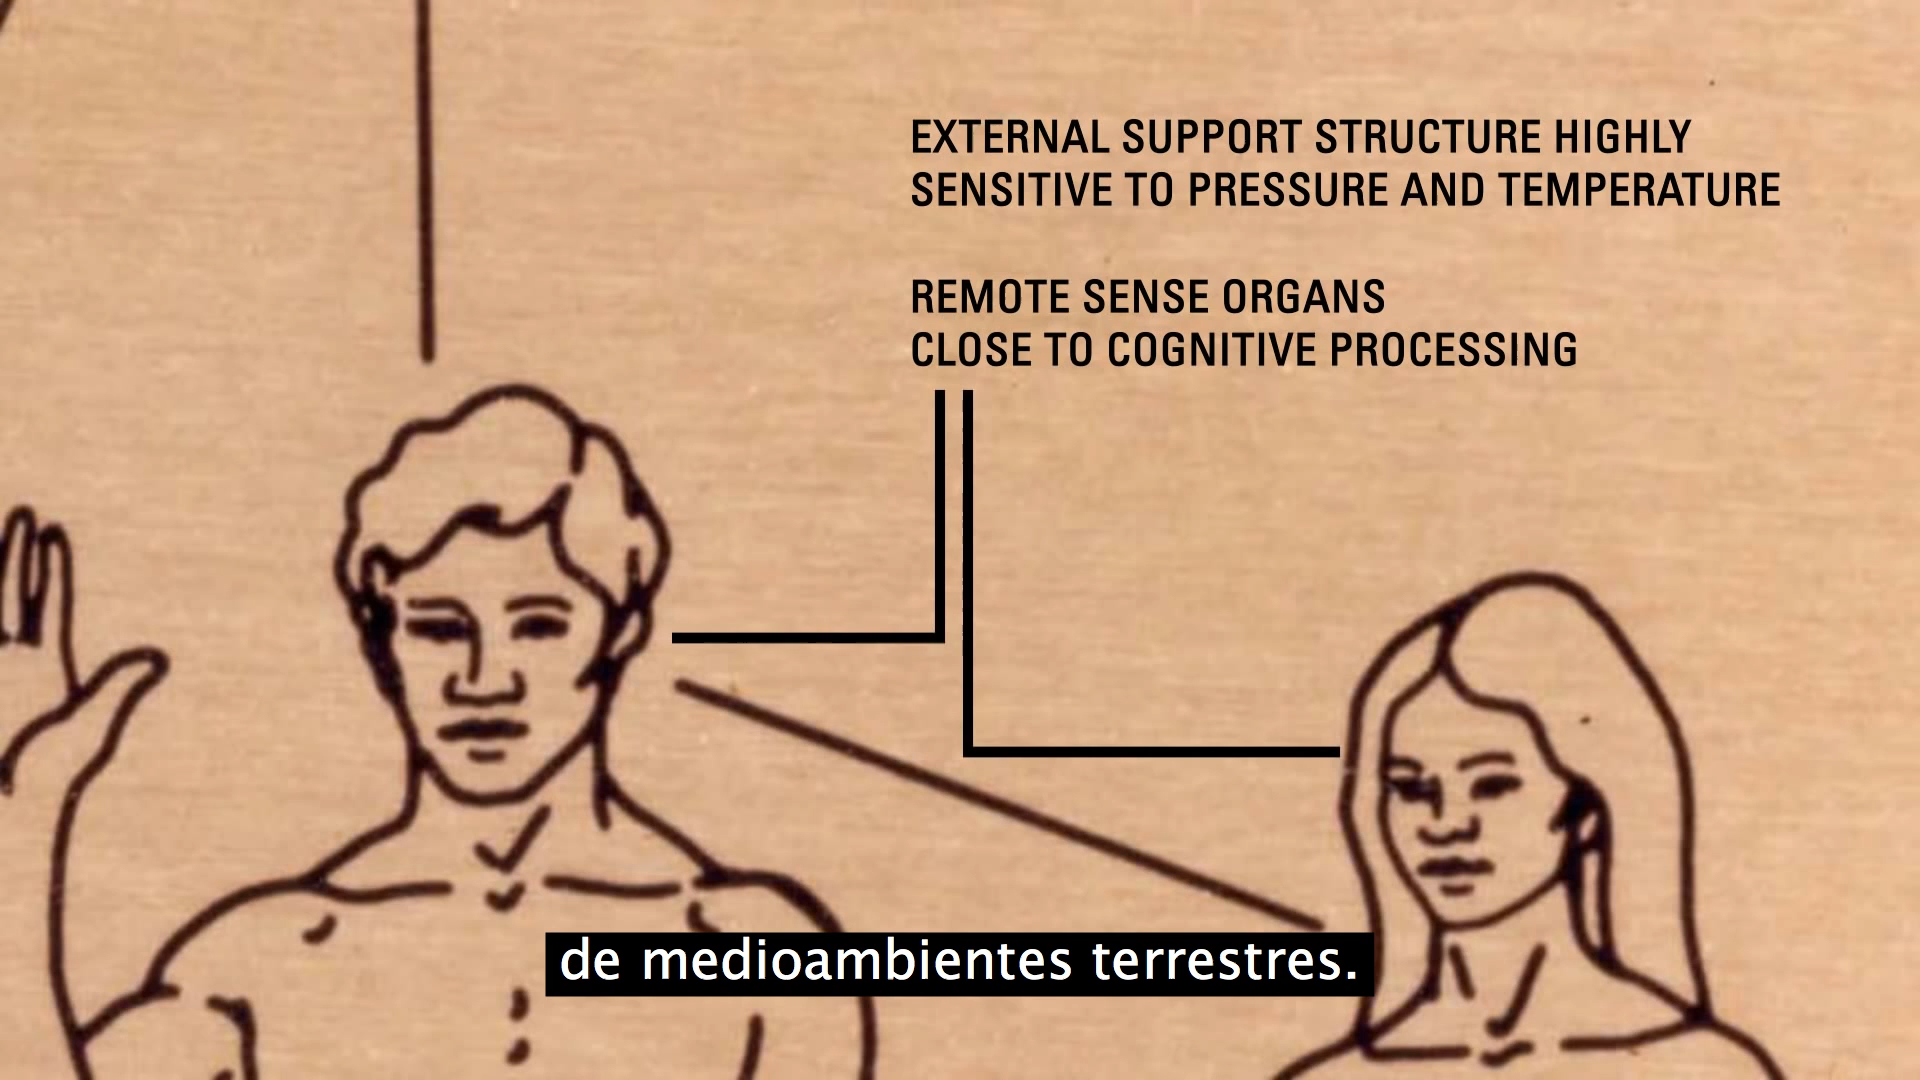 EXTERNAL SUPPORT STRUCTURE HIGHLY
SENSITIVE TO PRESSURE AND TEMPERATURE
REMOTE SENSE ORGANS
CLOSE TO COGNITIVE PROCESSING
de medioambientes terrestres.